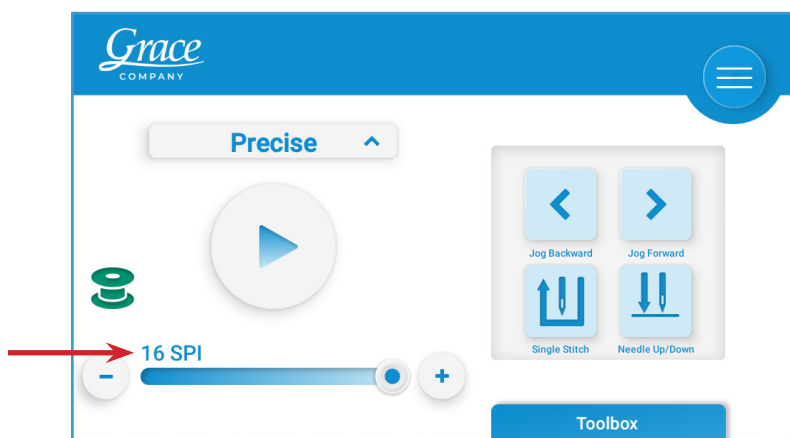 Grace
COMPANY
Precise
16 SPI
Jog Backward
Jog Forward
Single Stitch
Needle Up/Down
Toolbox